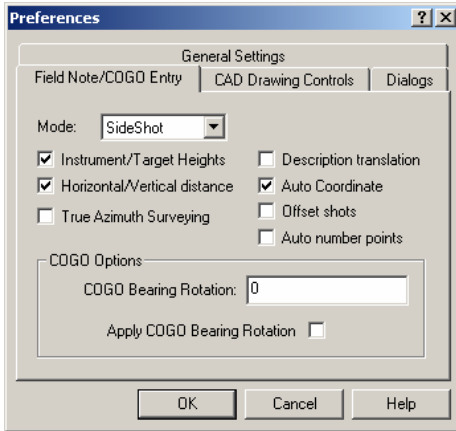 Preferences
General Settings
Field Note/COGO Entry CAD Drawing Controls Dialogs
Mode: SideShot
Instrument/Target Heights Description translation
Horizontal/Vertical distance Auto Coordinate
True Azimuth Surveying Offset shots
Auto number points
COGO Options
COGO Bearing Rotation: 0
Apply COGO Bearing Rotation
OK Cancel Help